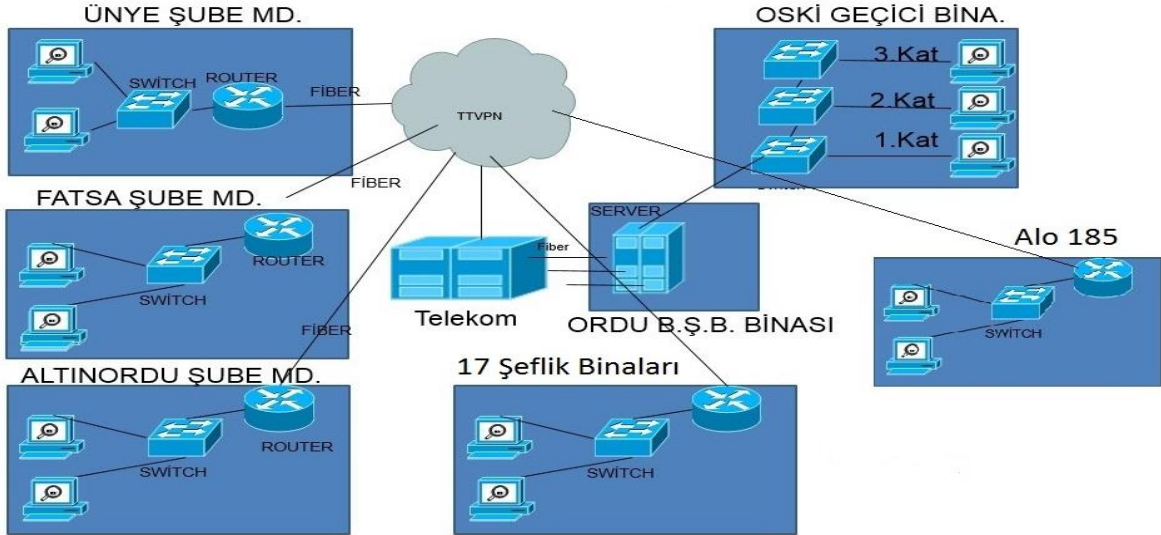 ÜNYE ŞUBE MD.
SWİTCH
ROUTER
FİBER
TTVPN
OSKİ GEÇİCİ BİNA.
3.Kat
2.Kat
1.Kat
FATSA ŞUBE MD.
FİBER
ROUTER
SWİTCH
SERVER
Fiber
Telekom
ORDU B.Ş.B. BİNASI
Alo 185
SWİTCH
FİBER
ALTINORDU ŞUBE MD.
ROUTER
SWİTCH
17 Şeflik Binaları
SWİTCH